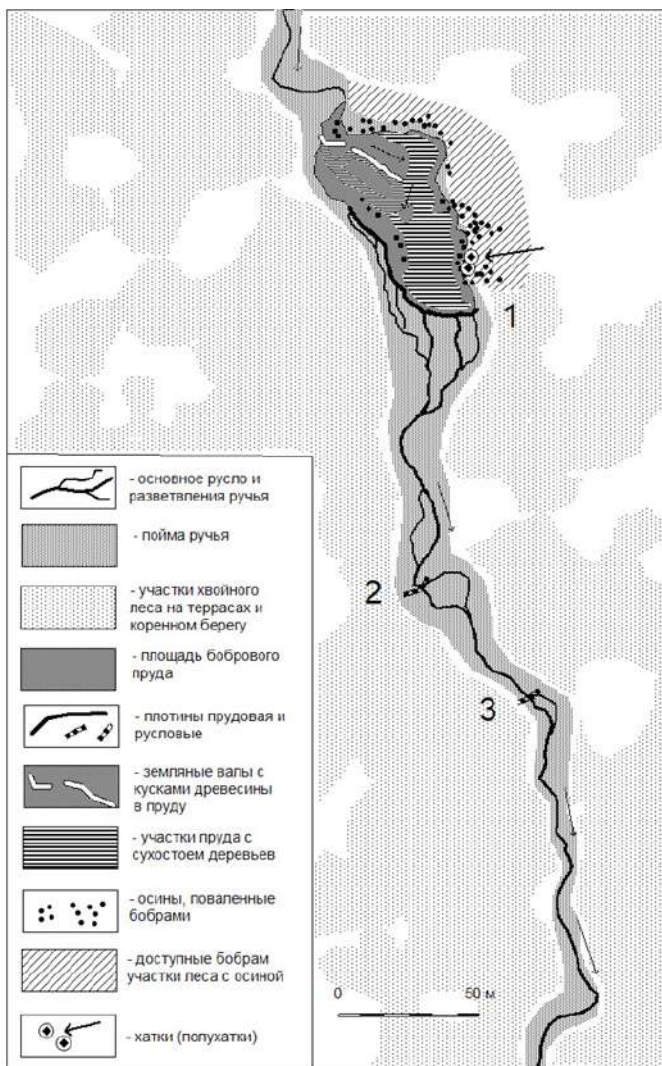 1
2
3
- основное русло и
разветвления ручья
- пойма ручья
- участки хвойного
леса на террасах и
коренном берегу
- площадь бобрового
пруда
- плотины прудовая и
русловые
- земляные валы с
кусками древесины
в пруду
- участки пруда с
сухостоем деревьев
- осины, поваленные
бобрами
- доступные бобрам
участки леса с осиной
- хатки (полухатки)
0 50 м